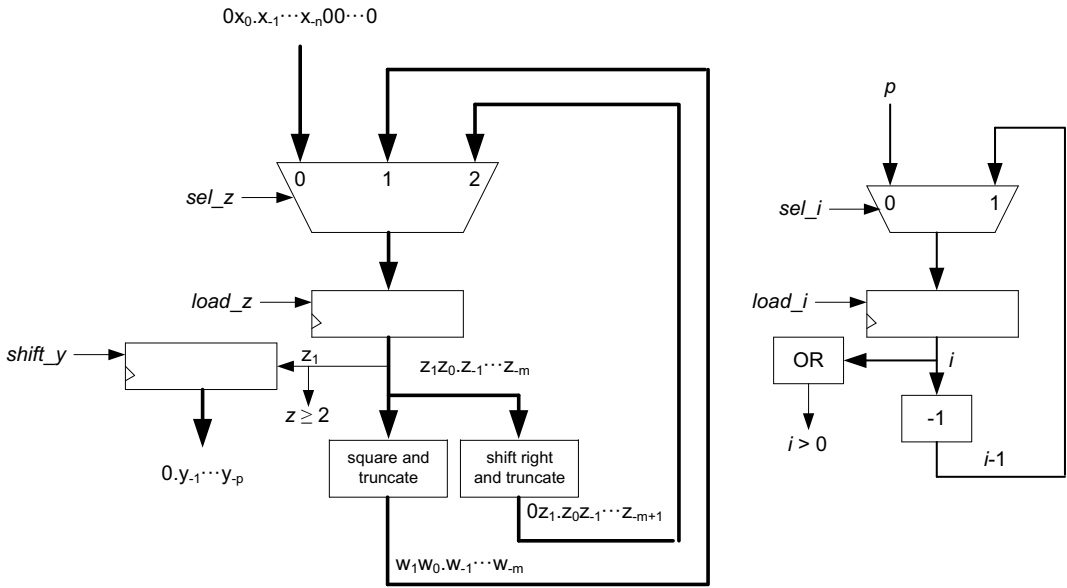 0x₀.x₋₁···x₋ₙ00···0
0
1
2
sel_z
load_z
shift_y
z₁
z₁z₀.z₋₁···z₋ₘ
z ≥ 2
0.y₋₁···y₋ₚ
square and
truncate
shift right
and truncate
0z₁.z₀z₋₁···z₋ₘ₊₁
w₁w₀.w₋₁···w₋ₘ
p
0
1
sel_i
load_i
OR
i
i > 0
-1
i-1